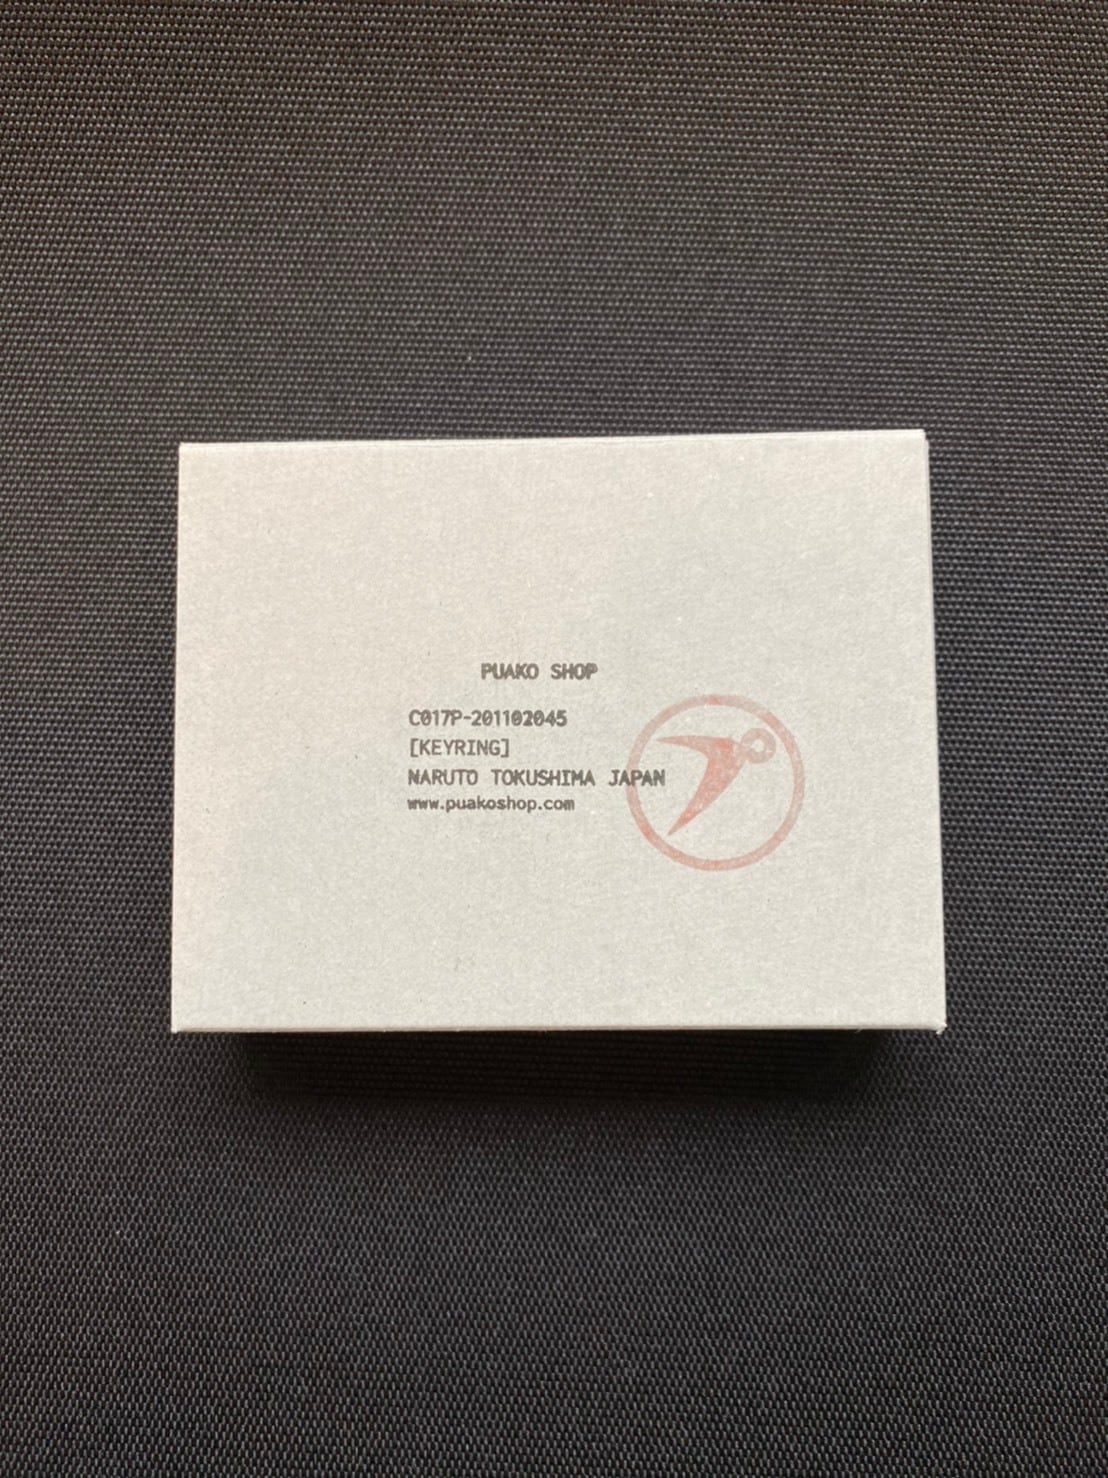 PUAKO SHOP
C017P-201102045
[KEYRING]
NARUTO TOKUSHIMA JAPAN
www.puakoshop.com